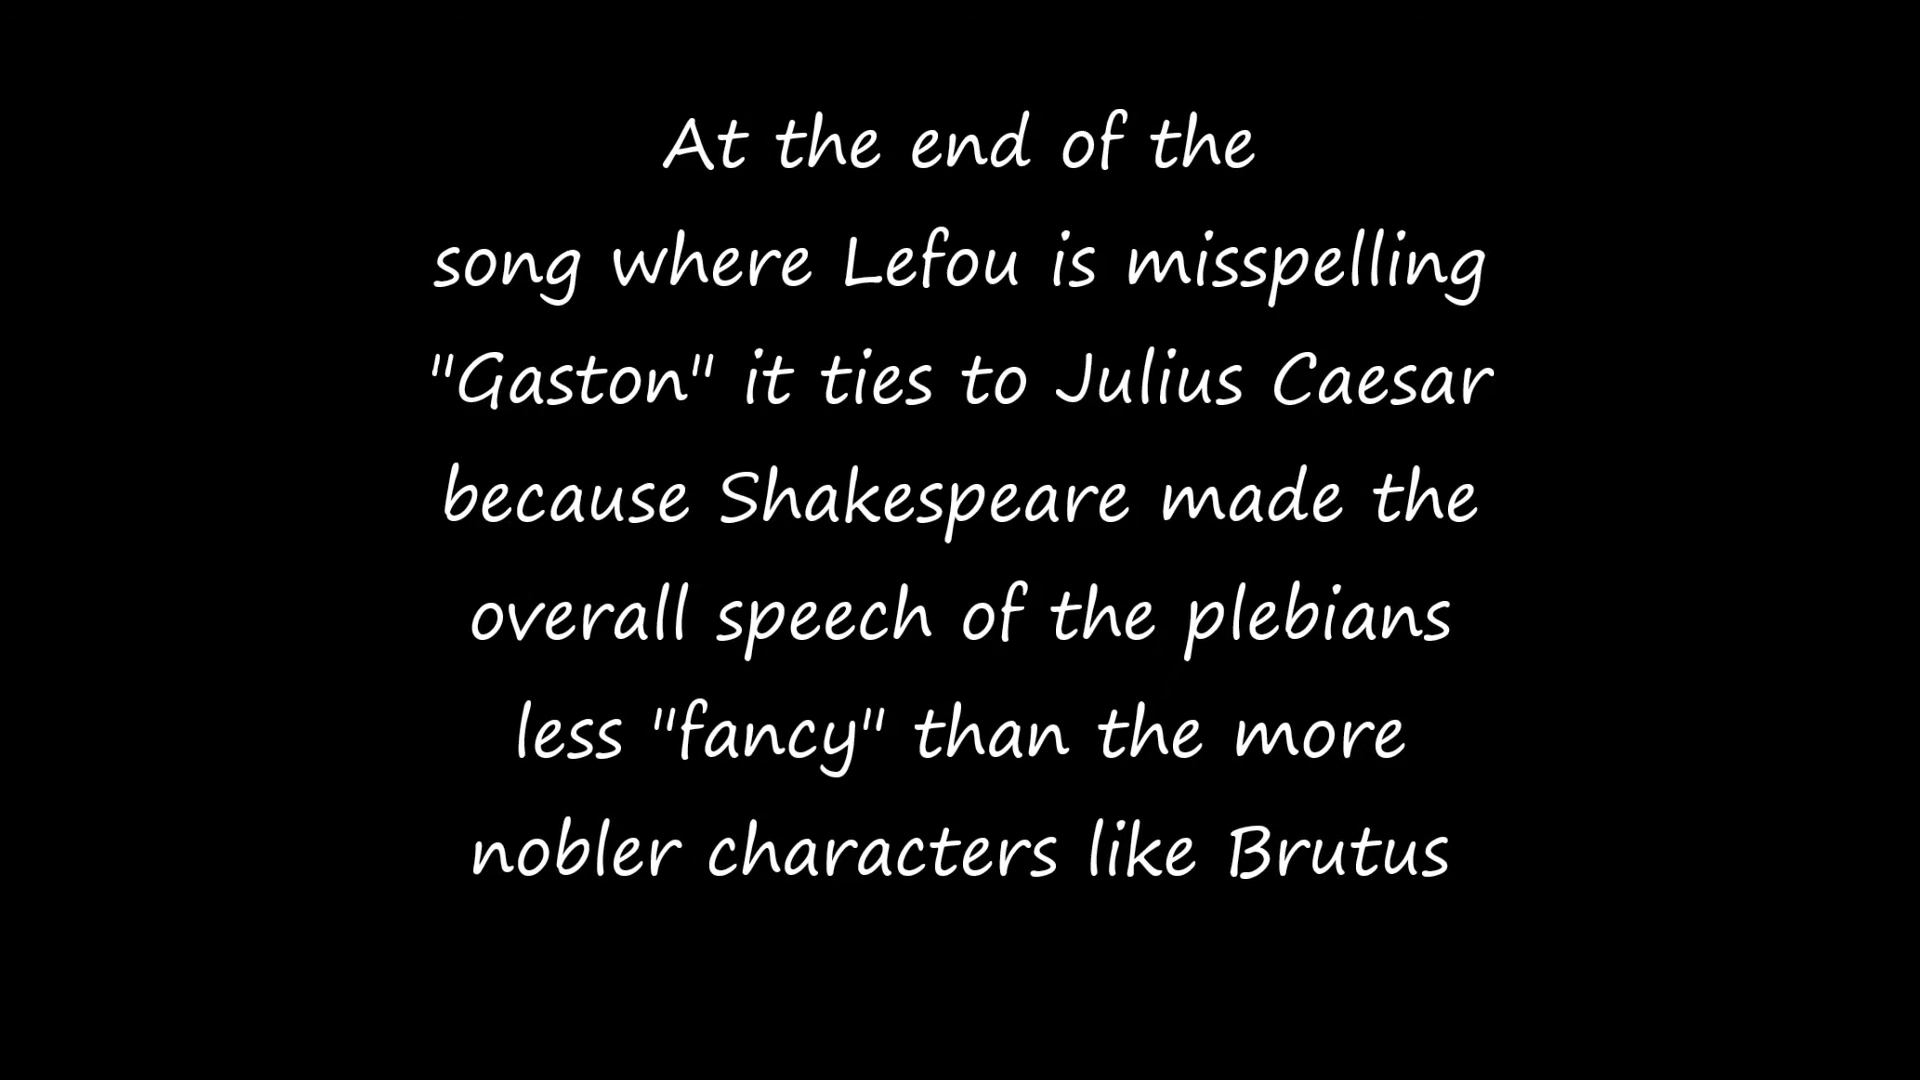 At the end of the
song where Lefou is misspelling
"Gaston" it ties to Julius Caesar
because Shakespeare made the
overall speech of the plebians
less "fancy" than the more
nobler characters like Brutus